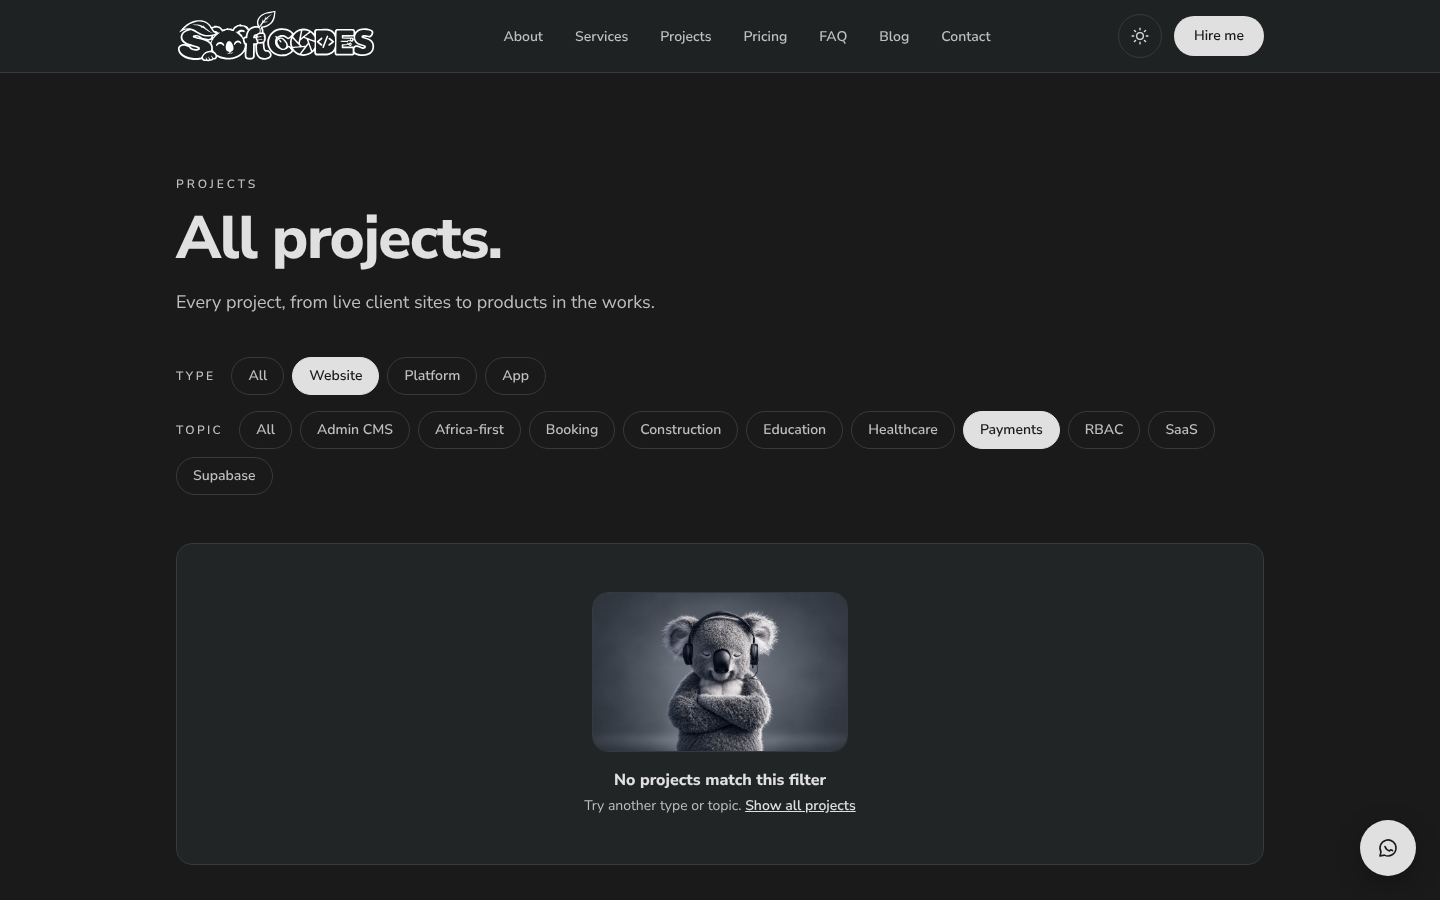 SofiCODES
About Services Projects Pricing FAQ Blog Contact
Hire me
PROJECTS
All projects.
Every project, from live client sites to products in the works.
TYPE All Website Platform App
TOPIC All Admin CMS Africa-first Booking Construction Education Healthcare Payments RBAC SaaS
Supabase
No projects match this filter
Try another type or topic. Show all projects